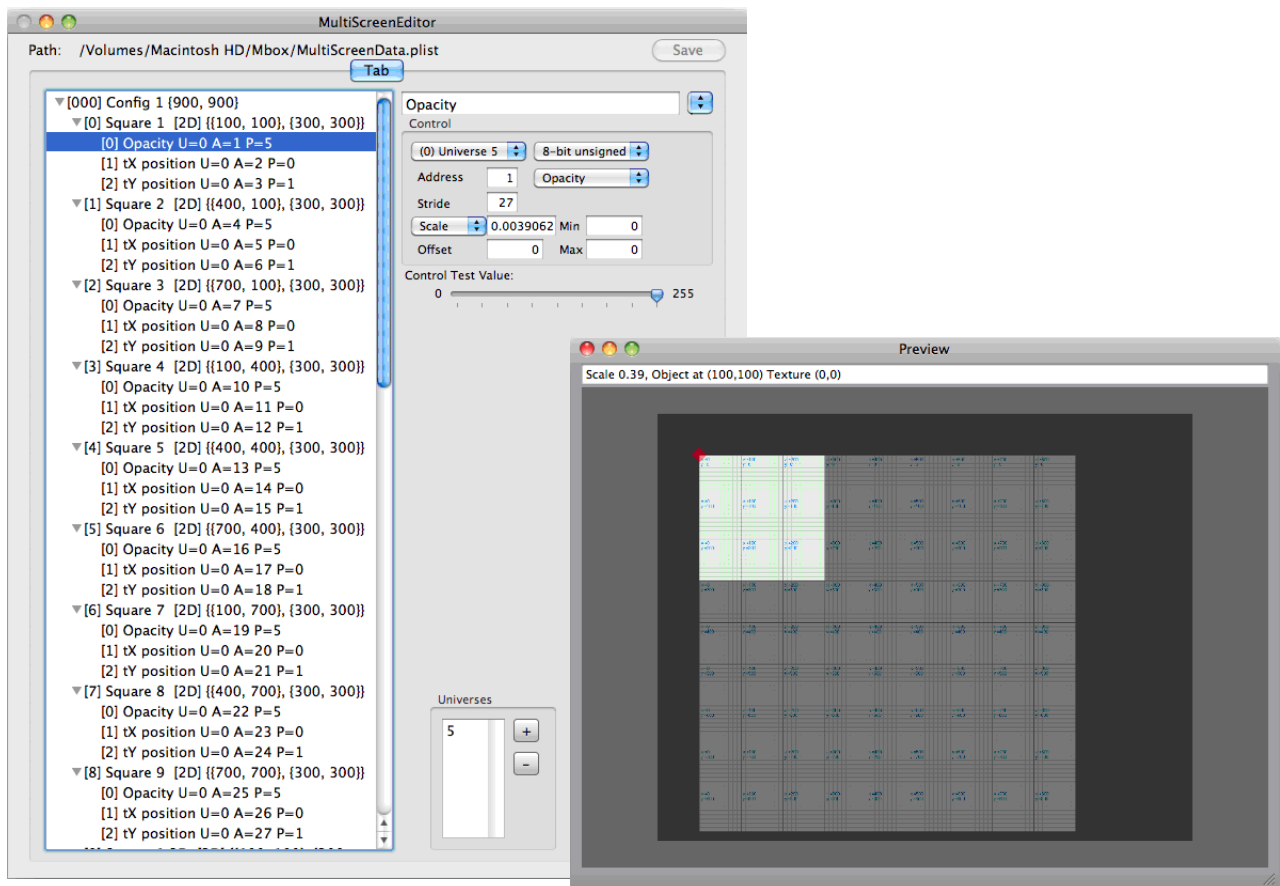 MultiScreenEditor
Path: /Volumes/Macintosh HD/Mbox/MultiScreenData.plist
Save
Tab
[000] Config 1 {900, 900}
[0] Square 1 [2D] {{100, 100}, {300, 300}}
[0] Opacity U=0 A=1 P=5
[1] tX position U=0 A=2 P=0
[2] tY position U=0 A=3 P=1
[1] Square 2 [2D] {{400, 100}, {300, 300}}
[0] Opacity U=0 A=4 P=5
[1] tX position U=0 A=5 P=0
[2] tY position U=0 A=6 P=1
[2] Square 3 [2D] {{700, 100}, {300, 300}}
[0] Opacity U=0 A=7 P=5
[1] tX position U=0 A=8 P=0
[2] tY position U=0 A=9 P=1
[3] Square 4 [2D] {{100, 400}, {300, 300}}
[0] Opacity U=0 A=10 P=5
[1] tX position U=0 A=11 P=0
[2] tY position U=0 A=12 P=1
[4] Square 5 [2D] {{400, 400}, {300, 300}}
[0] Opacity U=0 A=13 P=5
[1] tX position U=0 A=14 P=0
[2] tY position U=0 A=15 P=1
[5] Square 6 [2D] {{700, 400}, {300, 300}}
[0] Opacity U=0 A=16 P=5
[1] tX position U=0 A=17 P=0
[2] tY position U=0 A=18 P=1
[6] Square 7 [2D] {{100, 700}, {300, 300}}
[0] Opacity U=0 A=19 P=5
[1] tX position U=0 A=20 P=0
[2] tY position U=0 A=21 P=1
[7] Square 8 [2D] {{400, 700}, {300, 300}}
[0] Opacity U=0 A=22 P=5
[1] tX position U=0 A=23 P=0
[2] tY position U=0 A=24 P=1
[8] Square 9 [2D] {{700, 700}, {300, 300}}
[0] Opacity U=0 A=25 P=5
[1] tX position U=0 A=26 P=0
[2] tY position U=0 A=27 P=1
Opacity
Control
(0) Universe 5 8-bit unsigned
Address 1 Opacity
Stride 27
Scale 0.0039062 Min 0
Offset 0 Max 0
Control Test Value:
0 255
Universes
5
+
-
Preview
Scale 0.39, Object at (100,100) Texture (0,0)